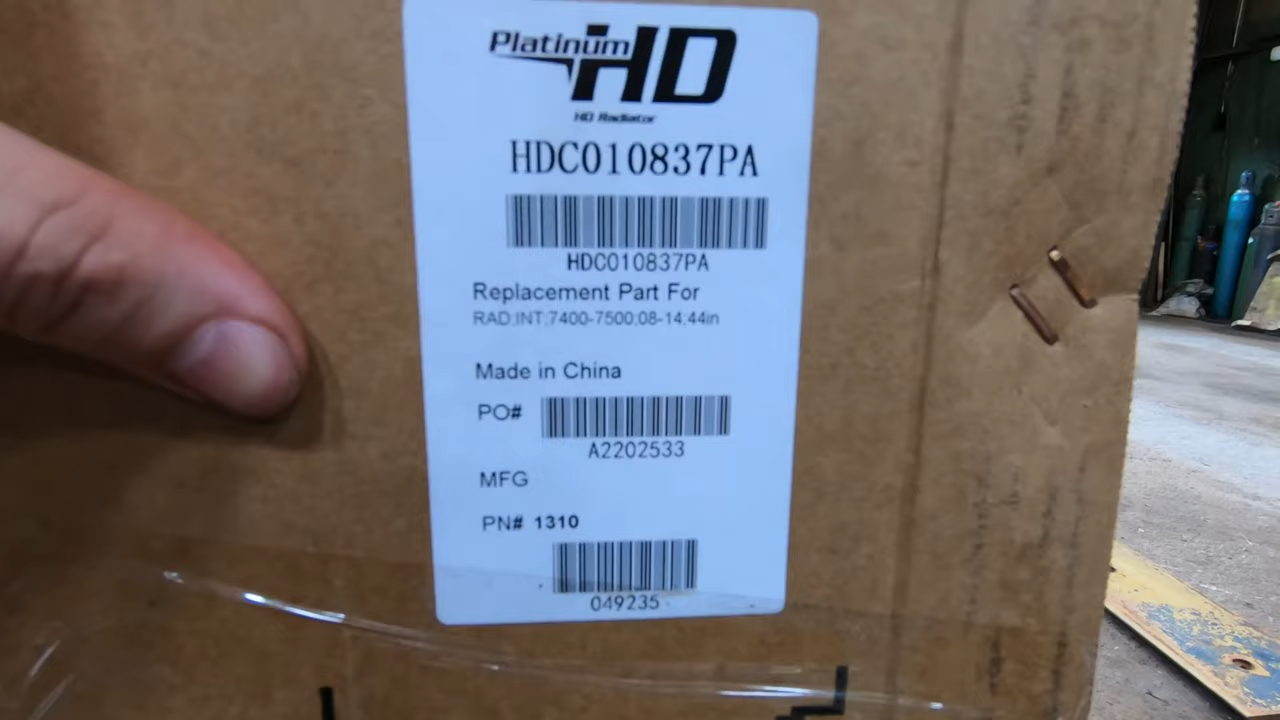 Platinum HD
HD Radiator
HDC010837PA
HDC010837PA
Replacement Part For
RAD;INT;7400-7500;08-14;44in
Made in China
PO#
A2202533
MFG
PN# 1310
049235